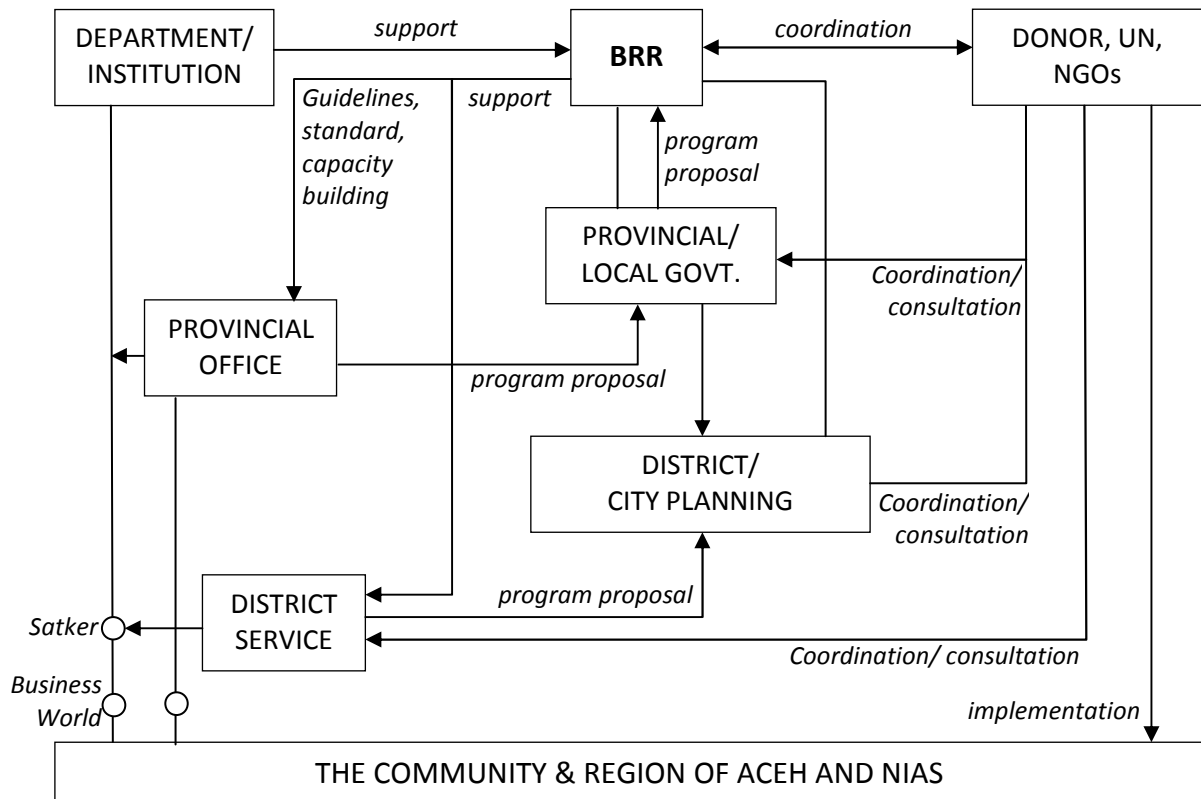 DEPARTMENT/
INSTITUTION
support
BRR
coordination
DONOR, UN,
NGOs
Guidelines,
standard,
capacity
building
support
program
proposal
PROVINCIAL/
LOCAL GOVT.
Coordination/
consultation
PROVINCIAL
OFFICE
program proposal
DISTRICT/
CITY PLANNING
Coordination/
consultation
DISTRICT
SERVICE
program proposal
Satker
Coordination/ consultation
Business
World
implementation
THE COMMUNITY & REGION OF ACEH AND NIAS